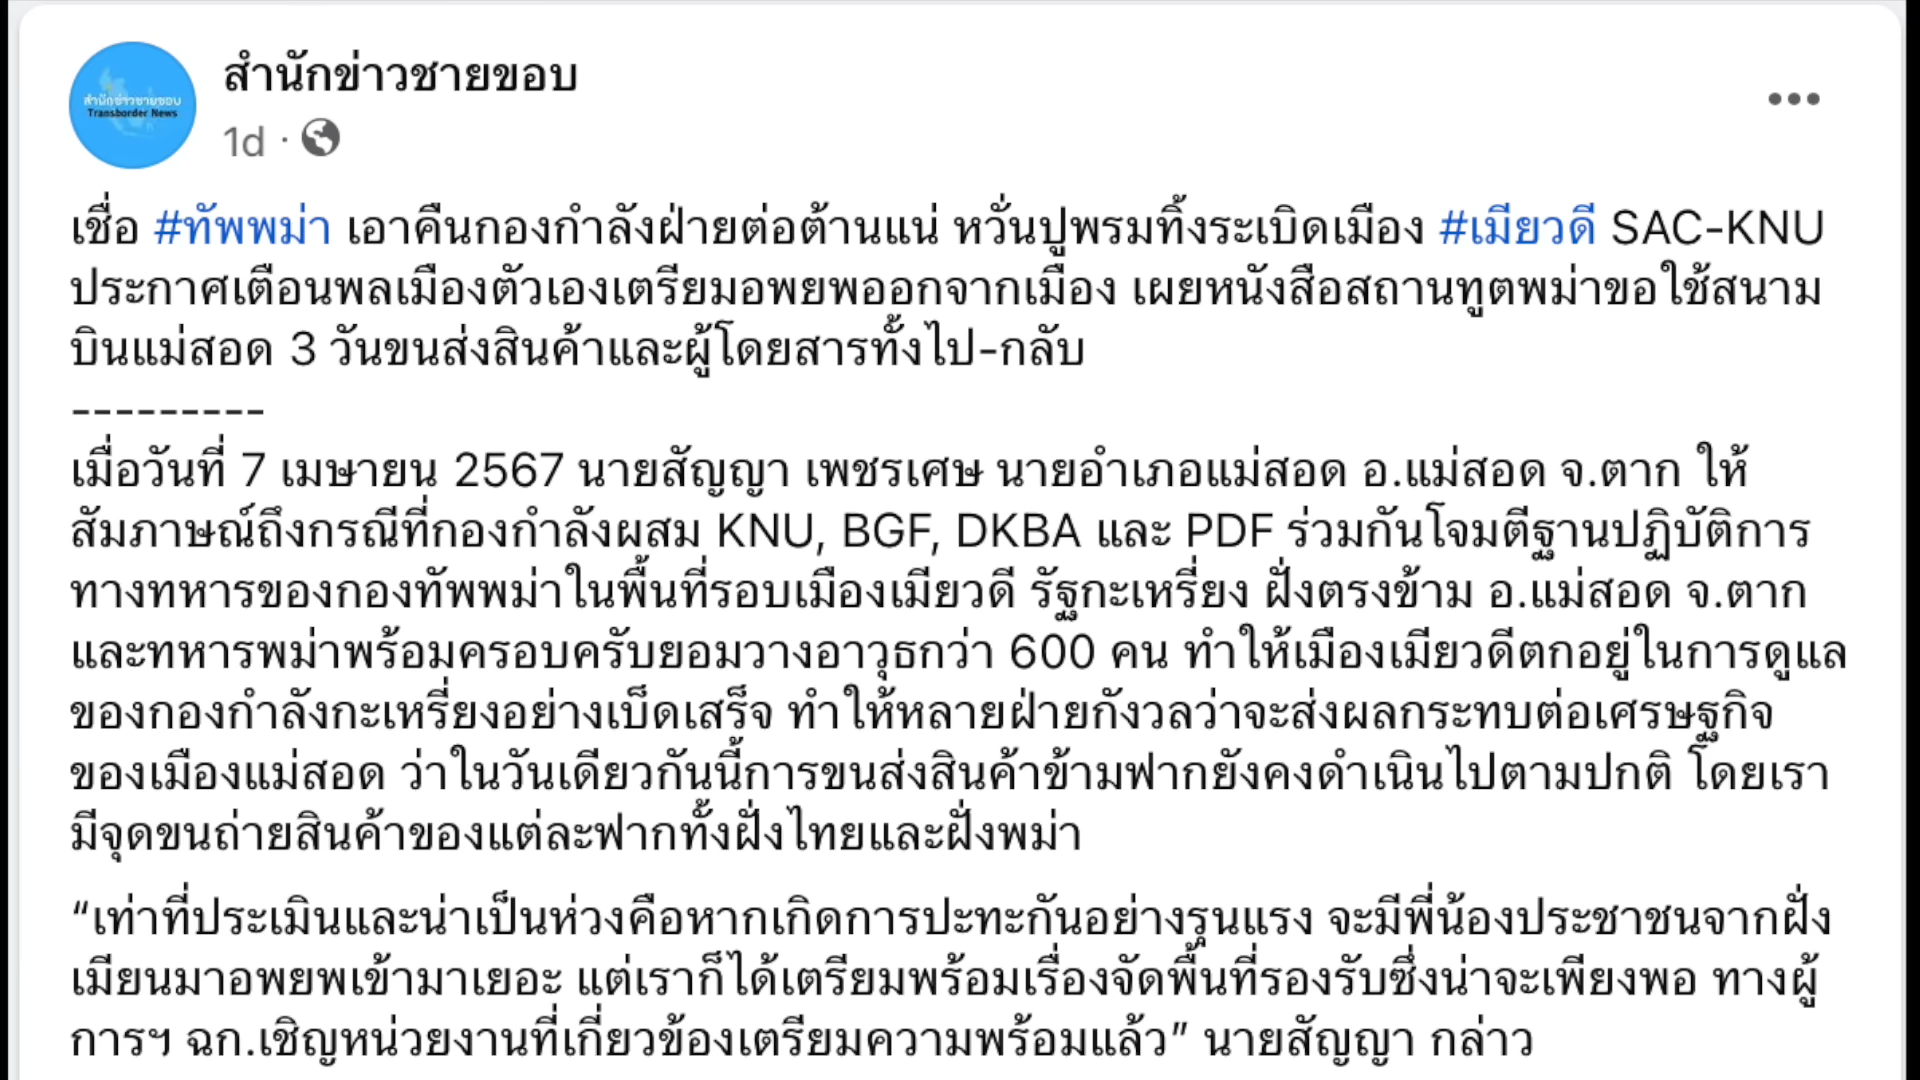 สำนักข่าวชายขอบ
Transborder News
สำนักข่าวชายขอบ
1d ·
เชื่อ #ทัพพม่า เอาคืนกองกำลังฝ่ายต่อต้านแน่ หวั่นปูพรมทิ้งระเบิดเมือง #เมียวดี SAC-KNU
ประกาศเตือนพลเมืองตัวเองเตรียมอพยพออกจากเมือง เผยหนังสือสถานทูตพม่าขอใช้สนาม
บินแม่สอด 3 วันขนส่งสินค้าและผู้โดยสารทั้งไป-กลับ
---------
เมื่อวันที่ 7 เมษายน 2567 นายสัญญา เพชรเศษ นายอำเภอแม่สอด อ.แม่สอด จ.ตาก ให้
สัมภาษณ์ถึงกรณีที่กองกำลังผสม KNU, BGF, DKBA และ PDF ร่วมกันโจมตีฐานปฏิบัติการ
ทางทหารของกองทัพพม่าในพื้นที่รอบเมืองเมียวดี รัฐกะเหรี่ยง ฝั่งตรงข้าม อ.แม่สอด จ.ตาก
และทหารพม่าพร้อมครอบครับยอมวางอาวุธกว่า 600 คน ทำให้เมืองเมียวดีตกอยู่ในการดูแล
ของกองกำลังกะเหรี่ยงอย่างเบ็ดเสร็จ ทำให้หลายฝ่ายกังวลว่าจะส่งผลกระทบต่อเศรษฐกิจ
ของเมืองแม่สอด ว่าในวันเดียวกันนี้การขนส่งสินค้าข้ามฟากยังคงดำเนินไปตามปกติ โดยเรา
มีจุดขนถ่ายสินค้าของแต่ละฟากทั้งฝั่งไทยและฝั่งพม่า
“เท่าที่ประเมินและน่าเป็นห่วงคือหากเกิดการปะทะกันอย่างรุนแรง จะมีพี่น้องประชาชนจากฝั่ง
เมียนมาอพยพเข้ามาเยอะ แต่เราก็ได้เตรียมพร้อมเรื่องจัดพื้นที่รองรับซึ่งน่าจะเพียงพอ ทางผู้
การฯ ฉก.เชิญหน่วยงานที่เกี่ยวข้องเตรียมความพร้อมแล้ว” นายสัญญา กล่าว